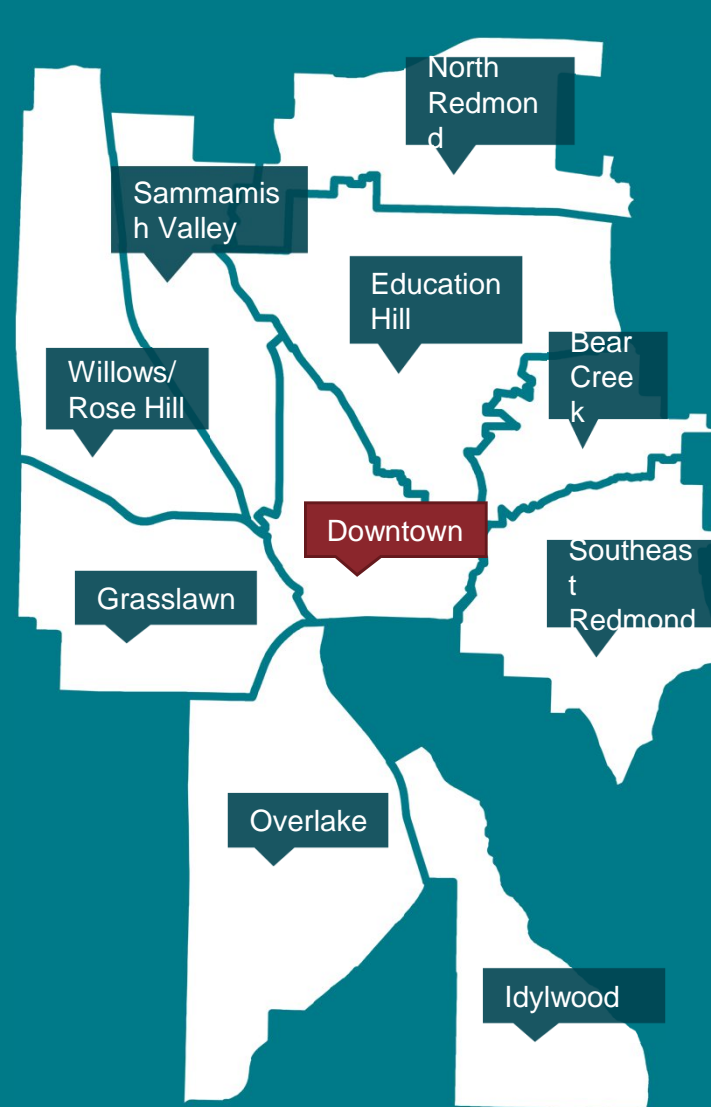 North
Redmon
d
Sammamis
h Valley
Education
Hill
Bear
Cree
k
Willows/
Rose Hill
Downtown
Southeas
t
Redmond
Grasslawn
Overlake
Idylwood